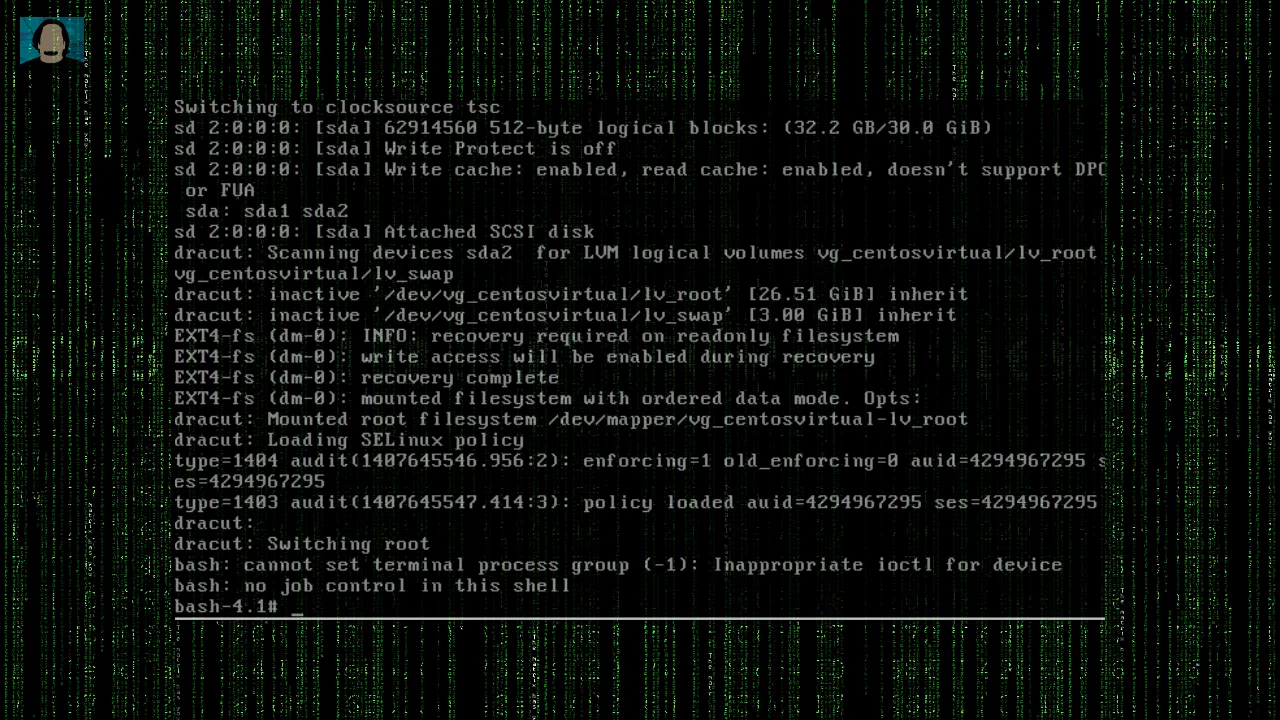 Switching to clocksource tsc
sd 2:0:0:0: [sda] 62914560 512-byte logical blocks: (32.2 GB/30.0 GiB)
sd 2:0:0:0: [sda] Write Protect is off
sd 2:0:0:0: [sda] Write cache: enabled, read cache: enabled, doesn't support DPO
or FUA
sda: sda1 sda2
sd 2:0:0:0: [sda] Attached SCSI disk
dracut: Scanning devices sda2  for LVM logical volumes vg_centosvirtual/lv_root
vg_centosvirtual/lv_swap
dracut: inactive '/dev/vg_centosvirtual/lv_root' [26.51 GiB] inherit
dracut: inactive '/dev/vg_centosvirtual/lv_swap' [3.00 GiB] inherit
EXT4-fs (dm-0): INFO: recovery required on readonly filesystem
EXT4-fs (dm-0): write access will be enabled during recovery
EXT4-fs (dm-0): recovery complete
EXT4-fs (dm-0): mounted filesystem with ordered data mode. Opts:
dracut: Mounted root filesystem /dev/mapper/vg_centosvirtual-lv_root
dracut: Loading SELinux policy
type=1404 audit(1407645546.956:2): enforcing=1 old_enforcing=0 auid=4294967295 s
es=4294967295
type=1403 audit(1407645547.414:3): policy loaded auid=4294967295 ses=4294967295
dracut:
dracut: Switching root
bash: cannot set terminal process group (-1): Inappropriate ioctl for device
bash: no job control in this shell
bash-4.1# _